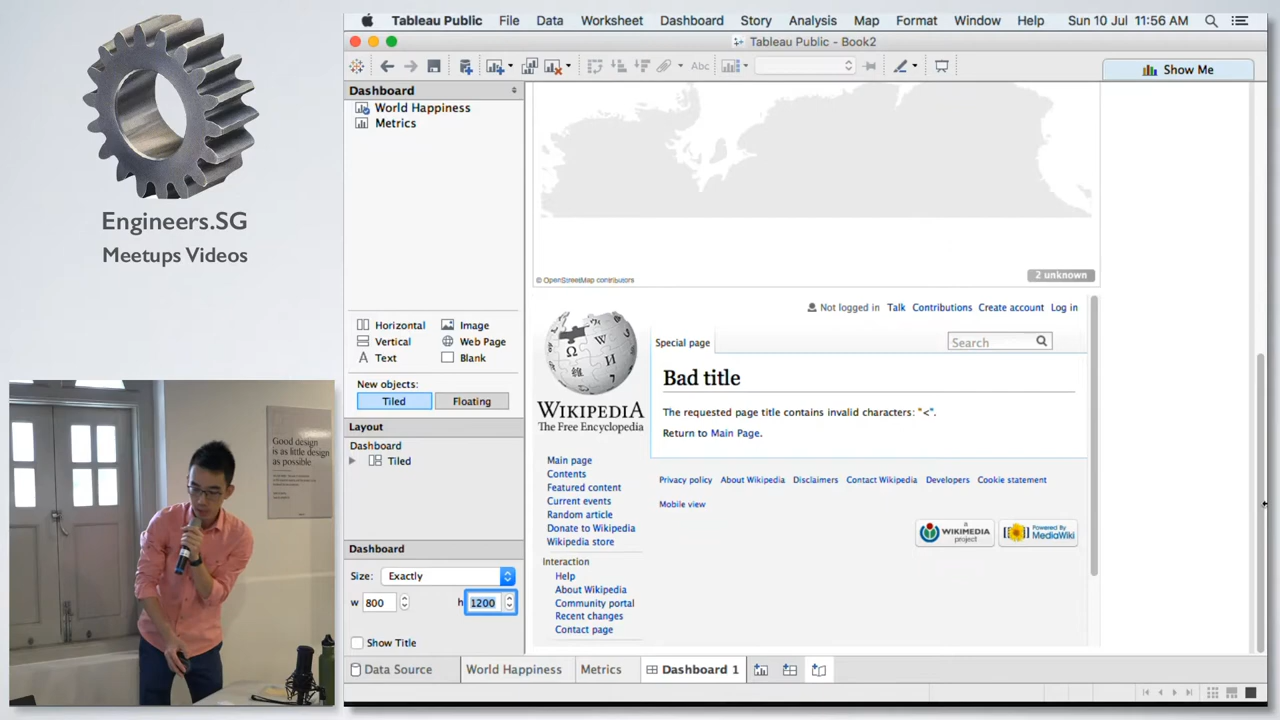 Engineers.SG
Meetups Videos
Good design
is as little design
as possible
Tableau Public File Data Worksheet Dashboard Story Analysis Map Format Window Help Sun 10 Jul 11:56 AM
Tableau Public - Book2
Abc
Show Me
Dashboard
World Happiness
Metrics
Horizontal Image
Vertical Web Page
Text Blank
New objects:
Tiled Floating
Layout
Dashboard
Tiled
Dashboard
Size: Exactly
w 800 h 1200
Show Title
© OpenStreetMap contributors
2 unknown
Not logged in Talk Contributions Create account Log in
Special page
Search
Bad title
The requested page title contains invalid characters: "<".
Return to Main Page.
WIKIPEDIA
The Free Encyclopedia
Main page
Contents
Featured content
Current events
Random article
Donate to Wikipedia
Wikipedia store
Interaction
Help
About Wikipedia
Community portal
Recent changes
Contact page
Privacy policy About Wikipedia Disclaimers Contact Wikipedia Developers Cookie statement
Mobile view
A WIKIMEDIA project
Powered By MediaWiki
Data Source World Happiness Metrics Dashboard 1